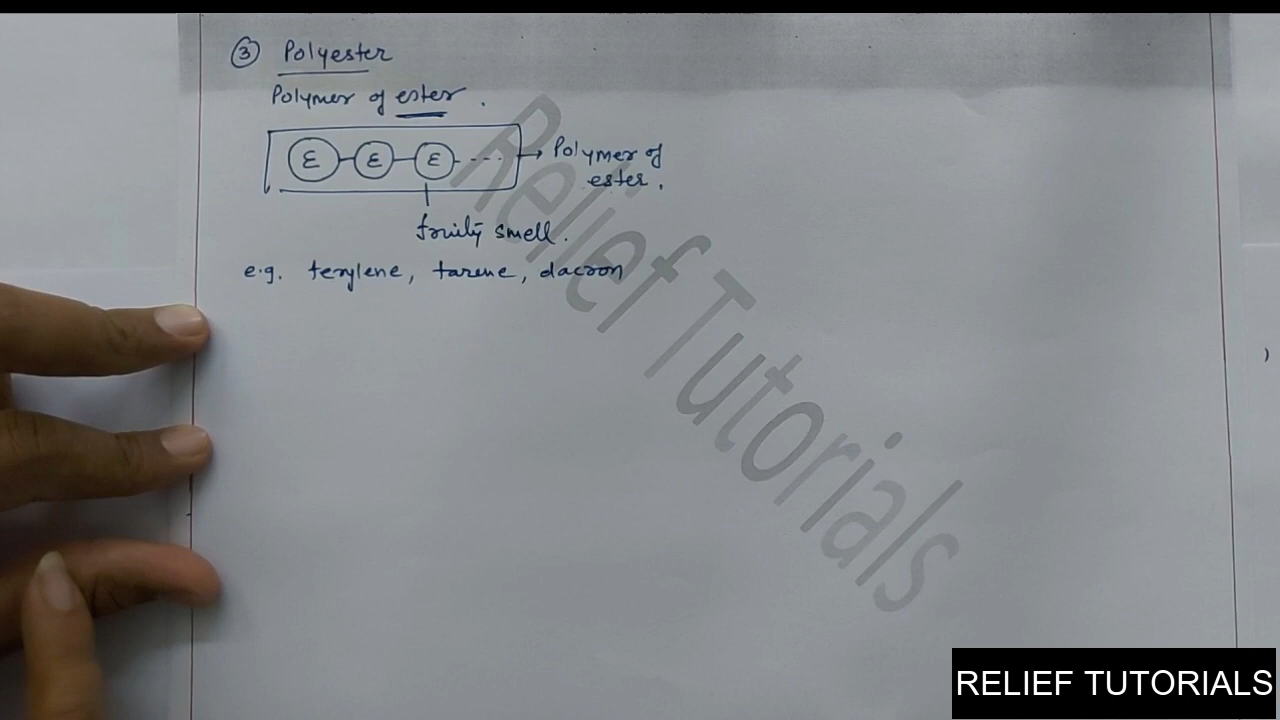 ③ Polyester
Polymer of ester.
E - E - E ---- → Polymer of
ester.
fruity smell.
e.g. terylene, tarene, dacron
Relief Tutorials
RELIEF TUTORIALS